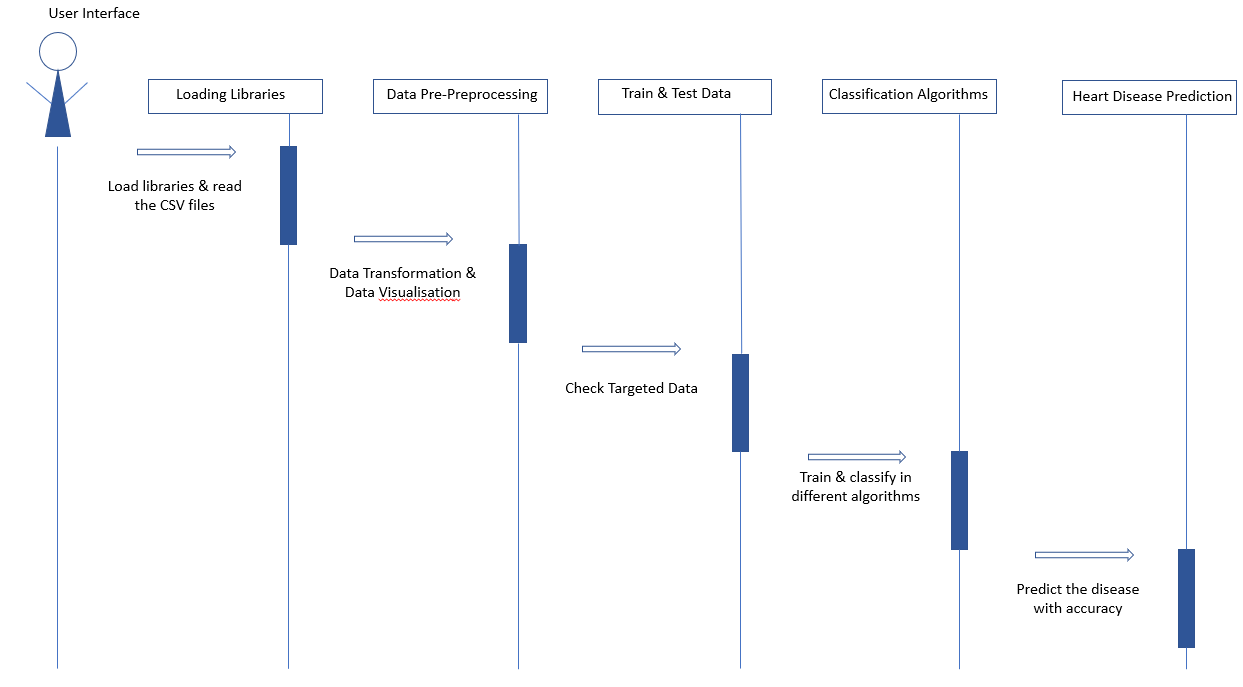 User Interface
Loading Libraries
Data Pre-Preprocessing
Train & Test Data
Classification Algorithms
Heart Disease Prediction
Load libraries & read
the CSV files
Data Transformation &
Data Visualisation
Check Targeted Data
Train & classify in
different algorithms
Predict the disease
with accuracy